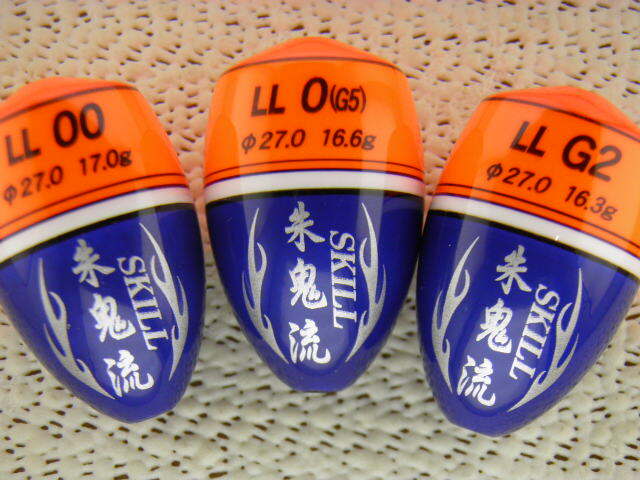 LL 00
φ27.0 17.0g
朱鬼流
SKILL
LL 0(G5)
φ27.0 16.6g
朱鬼流
SKILL
LL G2
φ27.0 16.3g
朱鬼流
SKILL